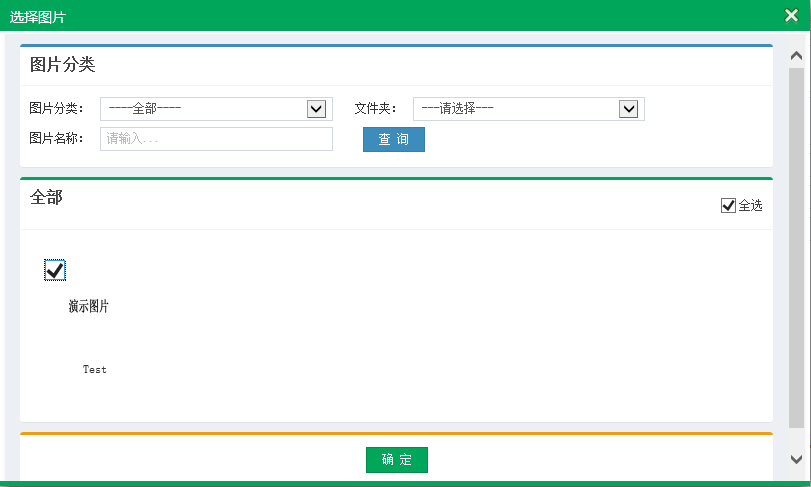 选择图片
图片分类
图片分类： ----全部---- 文件夹： ---请选择---
图片名称： 请输入... 查 询
全部
全选
演示图片
Test
确 定